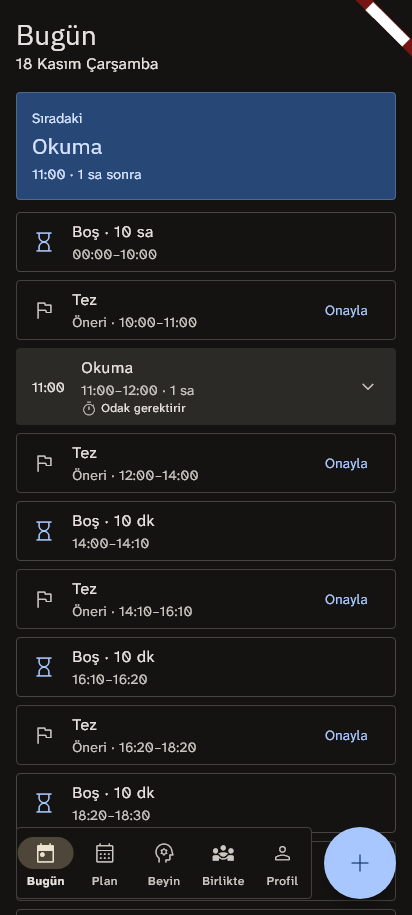 Bugün
18 Kasım Çarşamba
Sıradaki
Okuma
11:00 · 1 sa sonra
Boş · 10 sa
00:00–10:00
Tez
Öneri · 10:00–11:00
Onayla
11:00
Okuma
11:00–12:00 · 1 sa
Odak gerektirir
Tez
Öneri · 12:00–14:00
Onayla
Boş · 10 dk
14:00–14:10
Tez
Öneri · 14:10–16:10
Onayla
Boş · 10 dk
16:10–16:20
Tez
Öneri · 16:20–18:20
Onayla
Boş · 10 dk
18:20–18:30
Bugün
Plan
Beyin
Birlikte
Profil